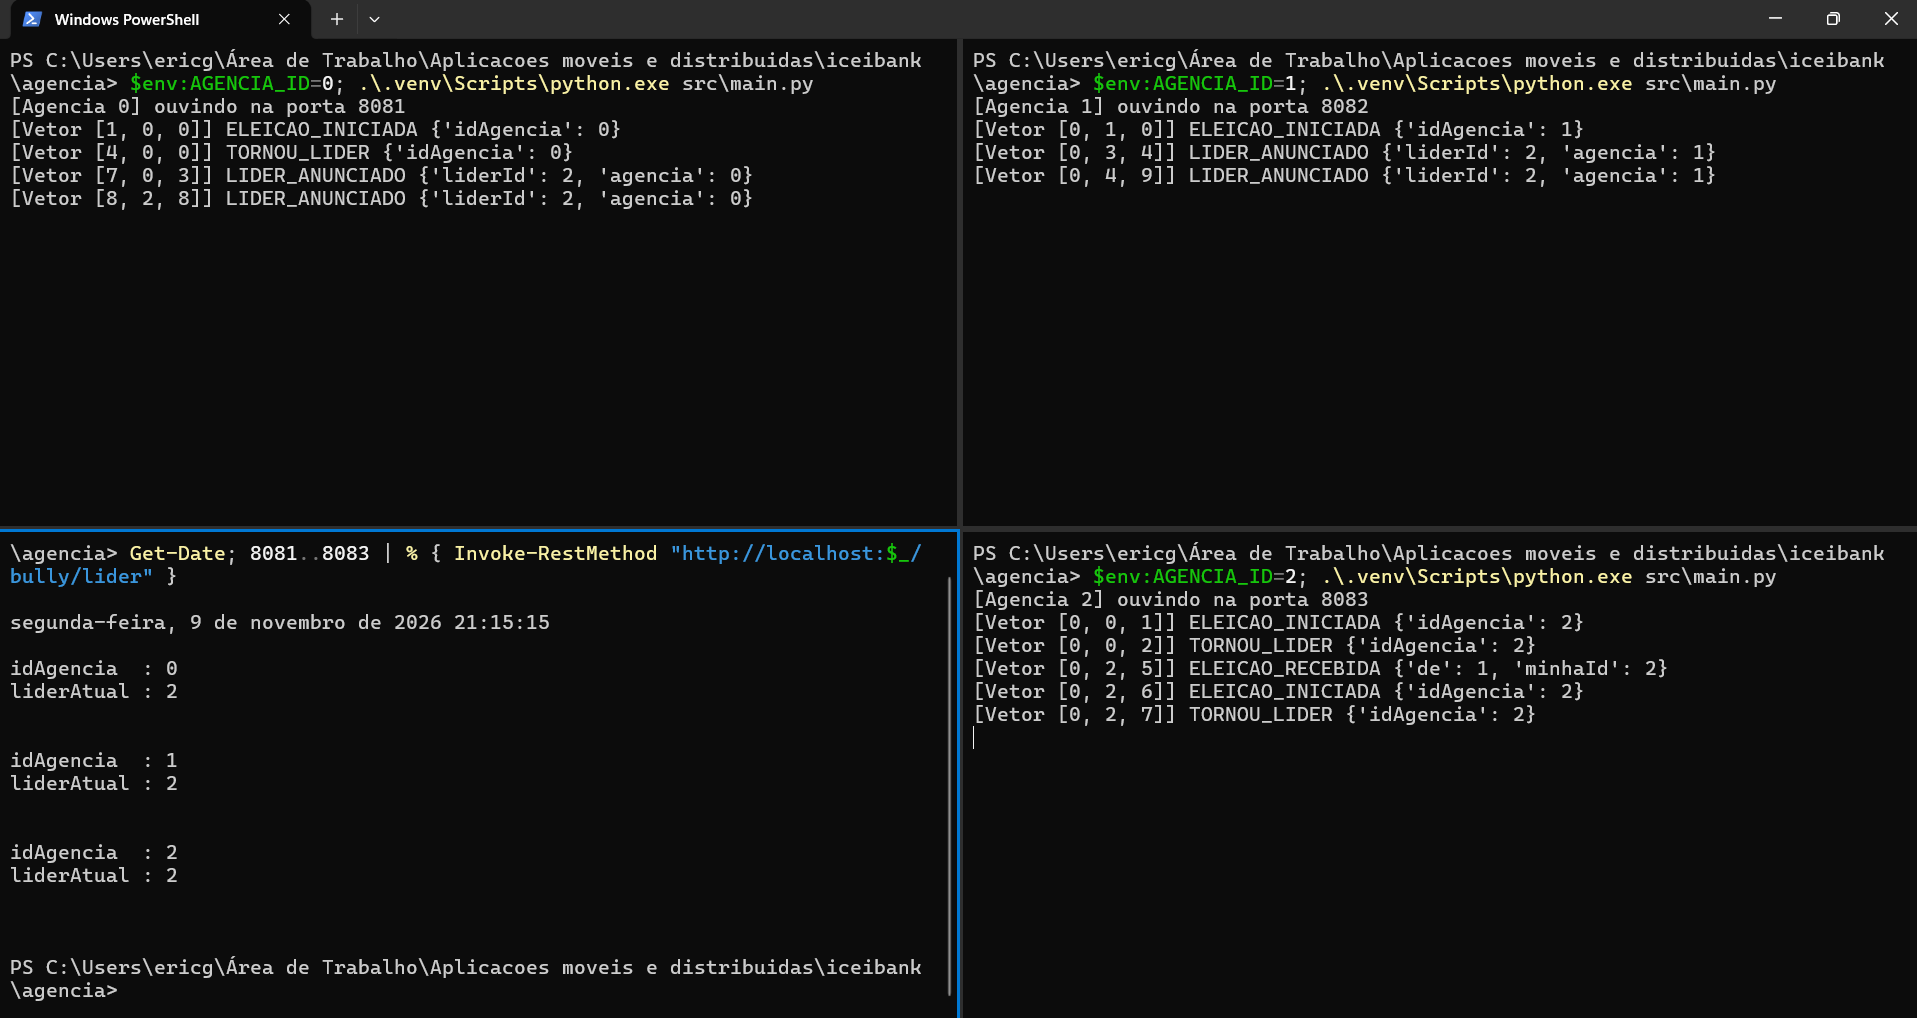 Windows PowerShell
PS C:\Users\ericg\Área de Trabalho\Aplicacoes moveis e distribuidas\iceibank
\agencia> $env:AGENCIA_ID=0; .\.venv\Scripts\python.exe src\main.py
[Agencia 0] ouvindo na porta 8081
[Vetor [1, 0, 0]] ELEICAO_INICIADA {'idAgencia': 0}
[Vetor [4, 0, 0]] TORNOU_LIDER {'idAgencia': 0}
[Vetor [7, 0, 3]] LIDER_ANUNCIADO {'liderId': 2, 'agencia': 0}
[Vetor [8, 2, 8]] LIDER_ANUNCIADO {'liderId': 2, 'agencia': 0}
PS C:\Users\ericg\Área de Trabalho\Aplicacoes moveis e distribuidas\iceibank
\agencia> $env:AGENCIA_ID=1; .\.venv\Scripts\python.exe src\main.py
[Agencia 1] ouvindo na porta 8082
[Vetor [0, 1, 0]] ELEICAO_INICIADA {'idAgencia': 1}
[Vetor [0, 3, 4]] LIDER_ANUNCIADO {'liderId': 2, 'agencia': 1}
[Vetor [0, 4, 9]] LIDER_ANUNCIADO {'liderId': 2, 'agencia': 1}
\agencia> Get-Date; 8081..8083 | % { Invoke-RestMethod "http://localhost:$_/
bully/lider" }
segunda-feira, 9 de novembro de 2026 21:15:15
idAgencia  : 0
liderAtual : 2
idAgencia  : 1
liderAtual : 2
idAgencia  : 2
liderAtual : 2
PS C:\Users\ericg\Área de Trabalho\Aplicacoes moveis e distribuidas\iceibank
\agencia>
PS C:\Users\ericg\Área de Trabalho\Aplicacoes moveis e distribuidas\iceibank
\agencia> $env:AGENCIA_ID=2; .\.venv\Scripts\python.exe src\main.py
[Agencia 2] ouvindo na porta 8083
[Vetor [0, 0, 1]] ELEICAO_INICIADA {'idAgencia': 2}
[Vetor [0, 0, 2]] TORNOU_LIDER {'idAgencia': 2}
[Vetor [0, 2, 5]] ELEICAO_RECEBIDA {'de': 1, 'minhaId': 2}
[Vetor [0, 2, 6]] ELEICAO_INICIADA {'idAgencia': 2}
[Vetor [0, 2, 7]] TORNOU_LIDER {'idAgencia': 2}